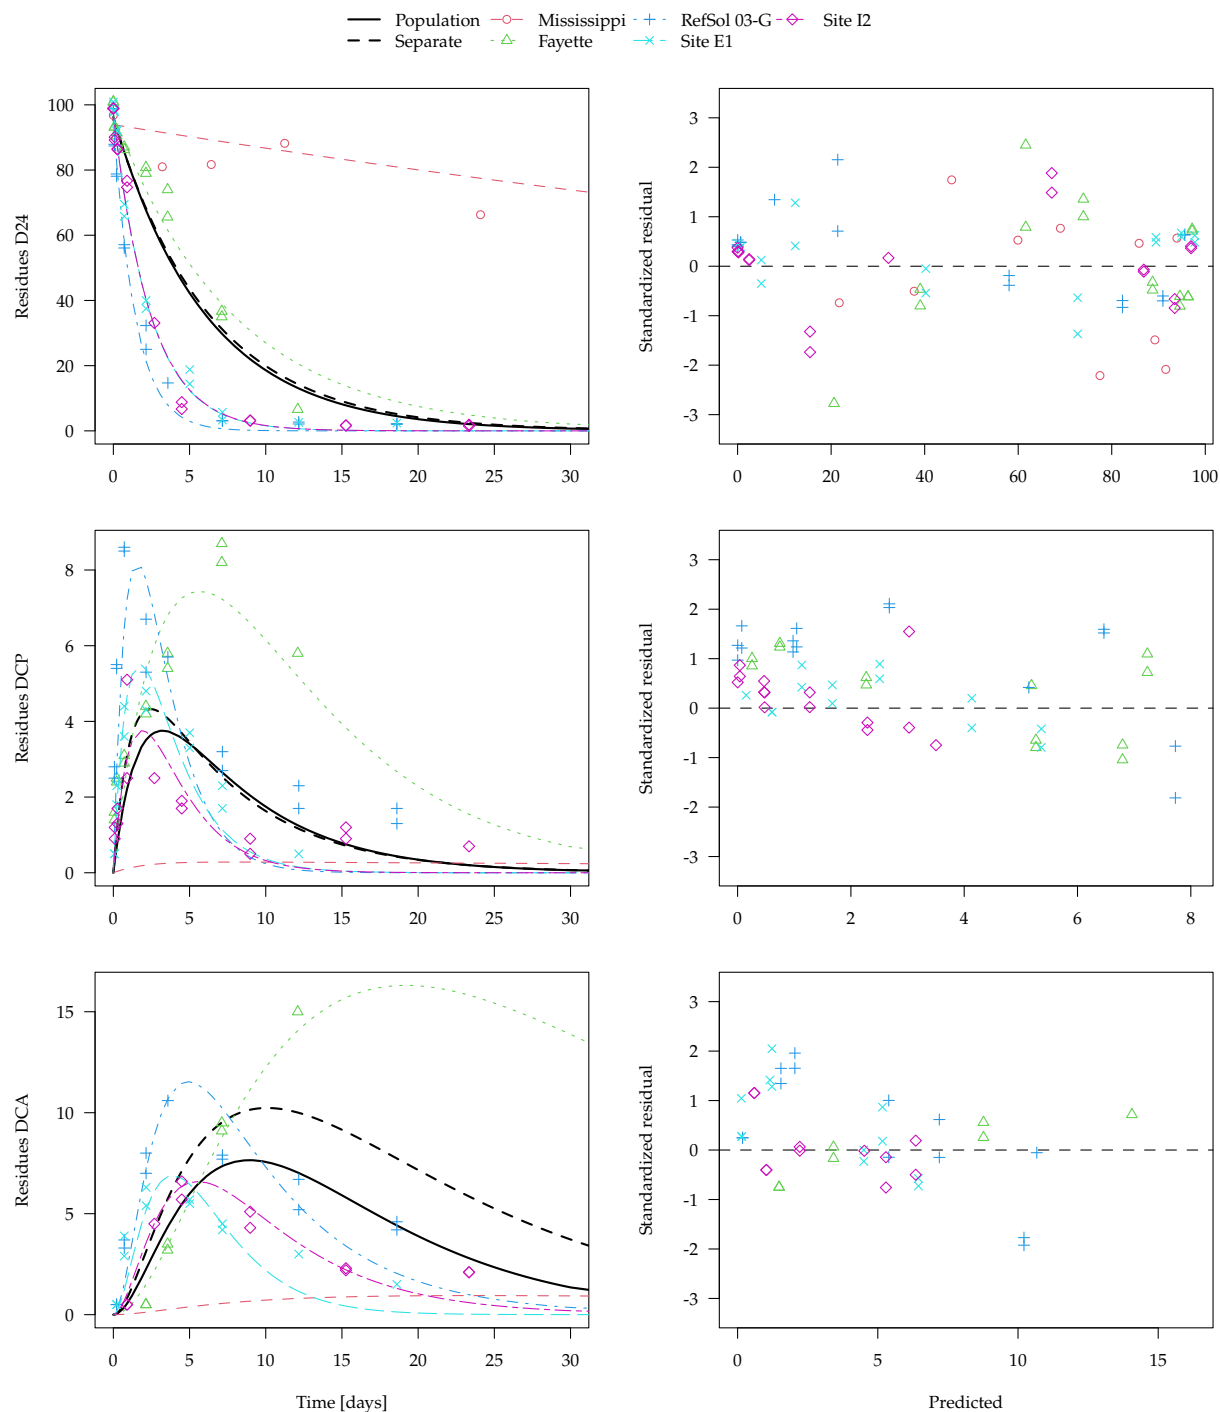 Population Mississippi RefSol 03-G Site I2
Separate Fayette Site E1
Residues D24
0 20 40 60 80 100
0 5 10 15 20 25 30
Standardized residual
-3 -2 -1 0 1 2 3
0 20 40 60 80 100
Residues DCP
0 2 4 6 8
0 5 10 15 20 25 30
Standardized residual
-3 -2 -1 0 1 2 3
0 2 4 6 8
Residues DCA
0 5 10 15
0 5 10 15 20 25 30
Time [days]
Standardized residual
-3 -2 -1 0 1 2 3
0 5 10 15
Predicted